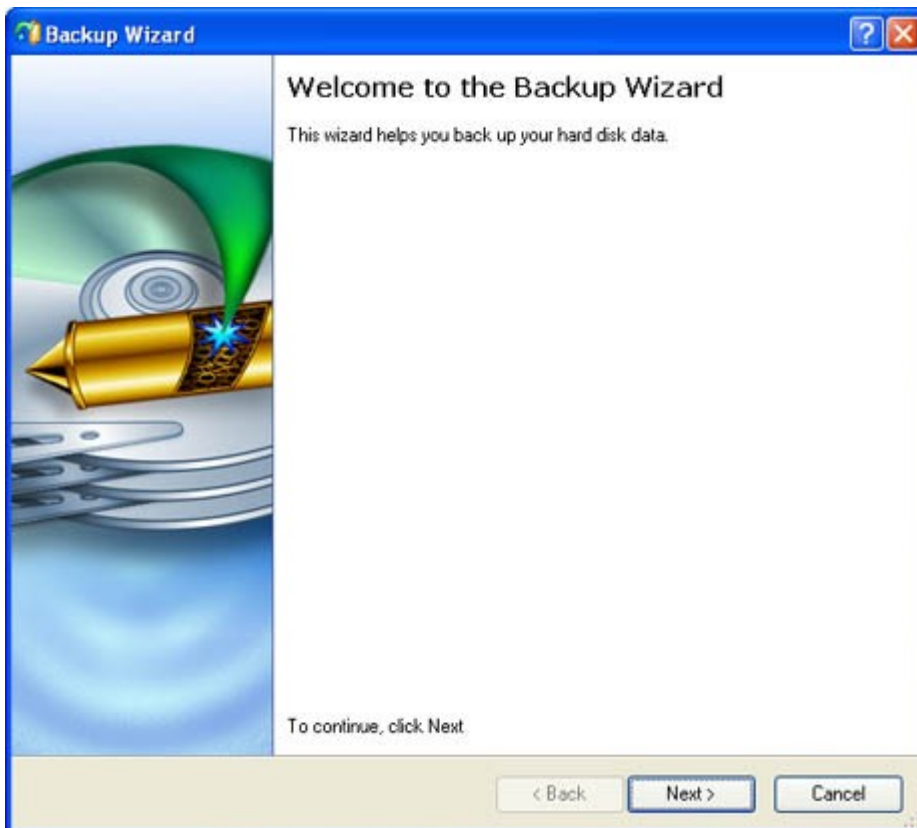 Backup Wizard
Welcome to the Backup Wizard
This wizard helps you back up your hard disk data.
To continue, click Next
< Back Next > Cancel